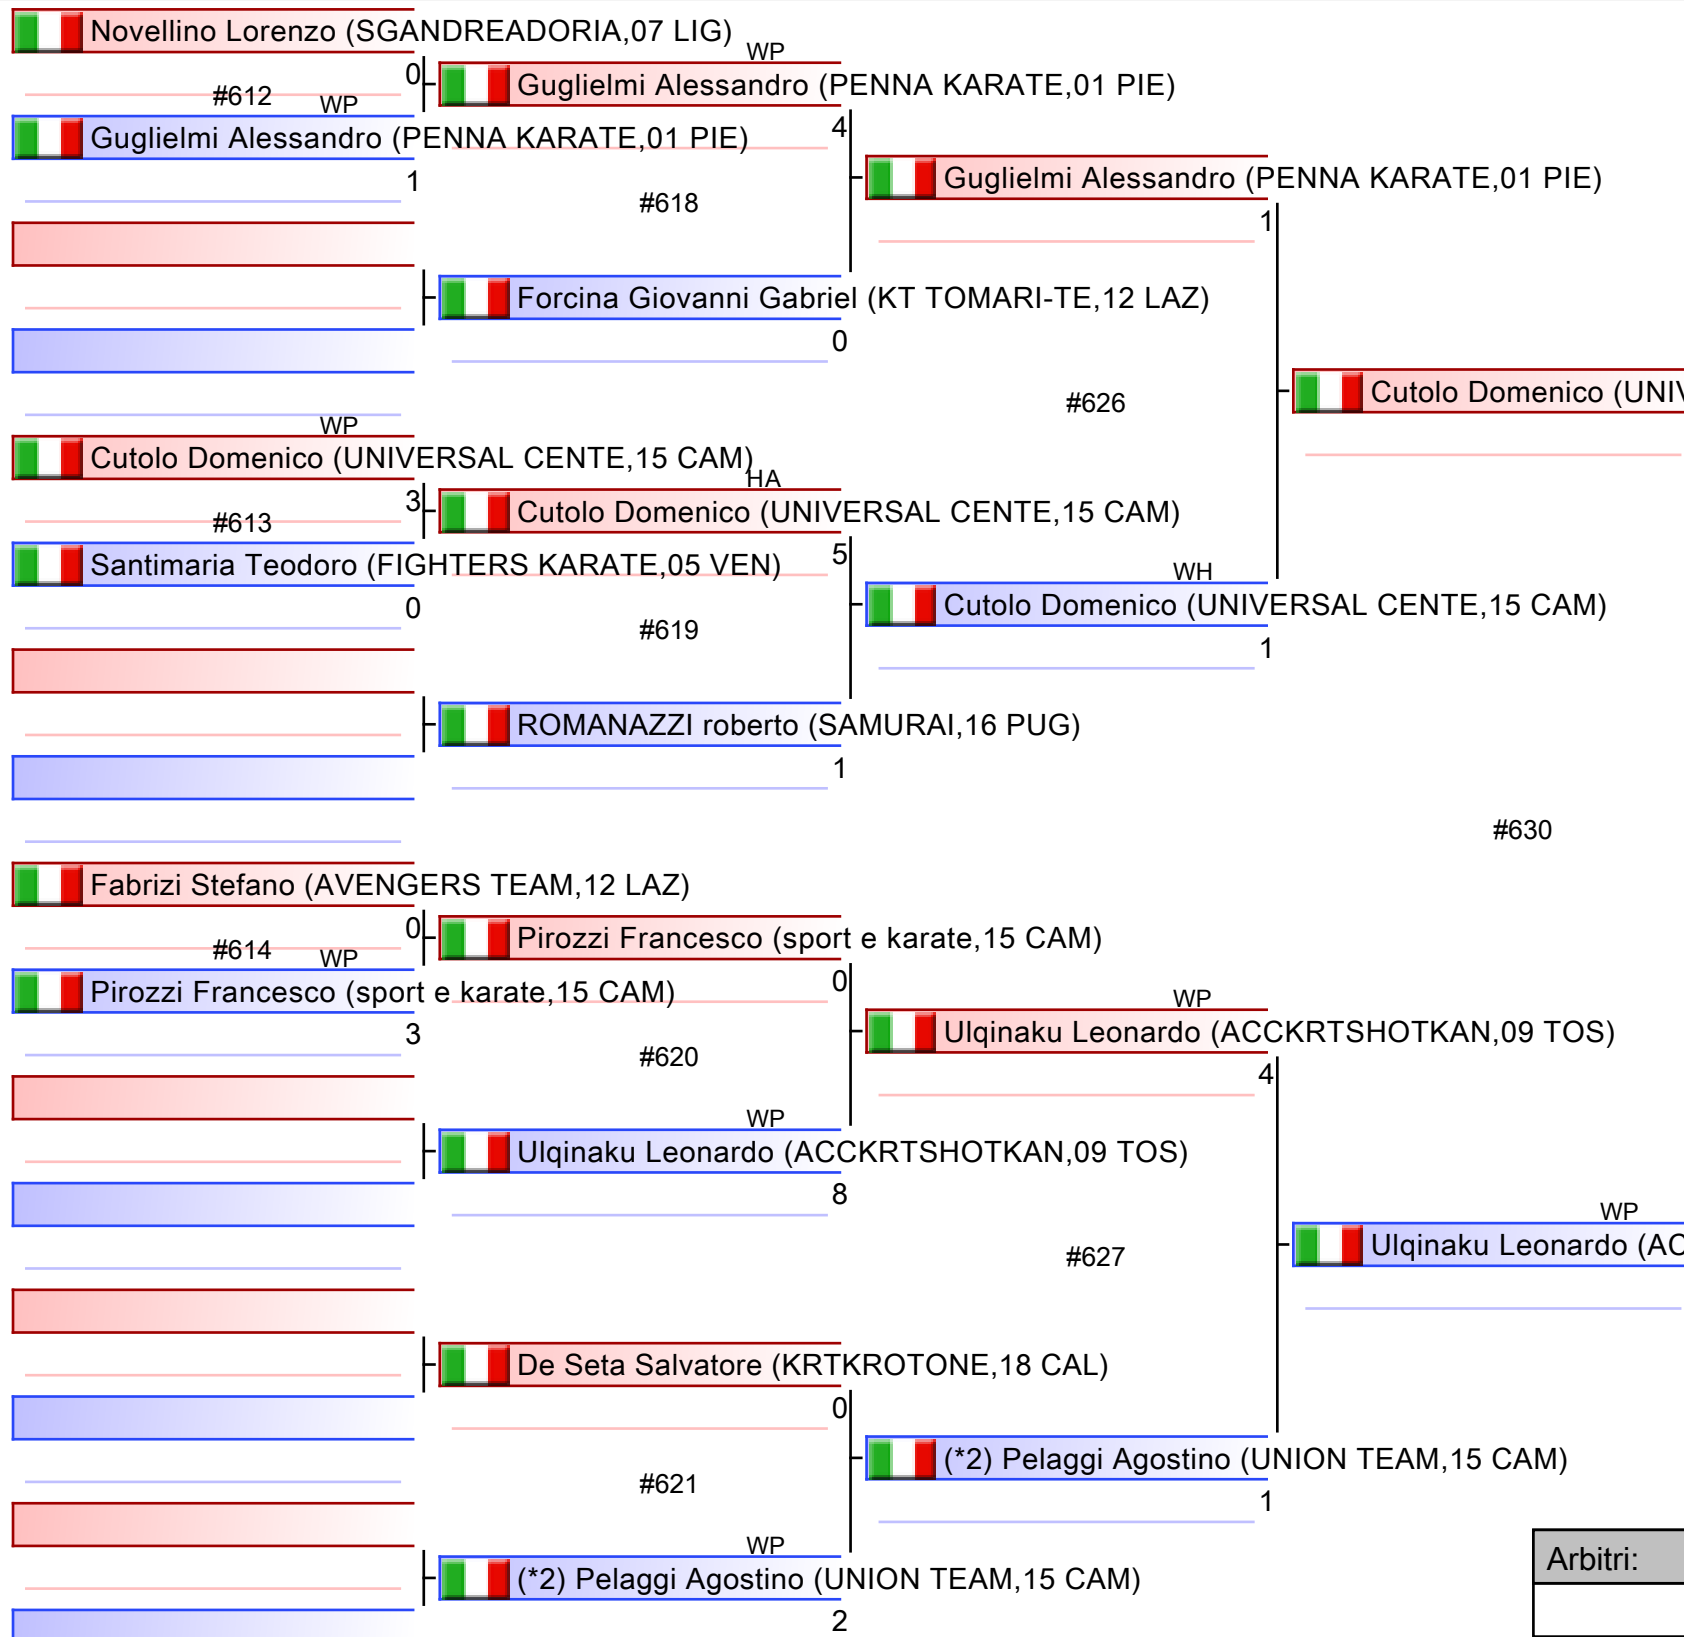 Novellino Lorenzo (SGANDREADORIA,07 LIG)
0
#612
WP
Guglielmi Alessandro (PENNA KARATE,01 PIE)
1
WP
Cutolo Domenico (UNIVERSAL CENTE,15 CAM)
3
#613
Santimaria Teodoro (FIGHTERS KARATE,05 VEN)
0
Fabrizi Stefano (AVENGERS TEAM,12 LAZ)
0
#614
WP
Pirozzi Francesco (sport e karate,15 CAM)
3
WP
Guglielmi Alessandro (PENNA KARATE,01 PIE)
4
#618
Forcina Giovanni Gabriel (KT TOMARI-TE,12 LAZ)
0
HA
Cutolo Domenico (UNIVERSAL CENTE,15 CAM)
5
#619
ROMANAZZI roberto (SAMURAI,16 PUG)
1
Pirozzi Francesco (sport e karate,15 CAM)
0
#620
WP
Ulqinaku Leonardo (ACCKRTSHOTKAN,09 TOS)
8
De Seta Salvatore (KRTKROTONE,18 CAL)
0
#621
WP
(*2) Pelaggi Agostino (UNION TEAM,15 CAM)
2
Guglielmi Alessandro (PENNA KARATE,01 PIE)
1
#626
WH
Cutolo Domenico (UNIVERSAL CENTE,15 CAM)
1
WP
Ulqinaku Leonardo (ACCKRTSHOTKAN,09 TOS)
4
#627
(*2) Pelaggi Agostino (UNION TEAM,15 CAM)
1
Cutolo Domenico (UNIV
#630
WP
Ulqinaku Leonardo (AC
Arbitri: